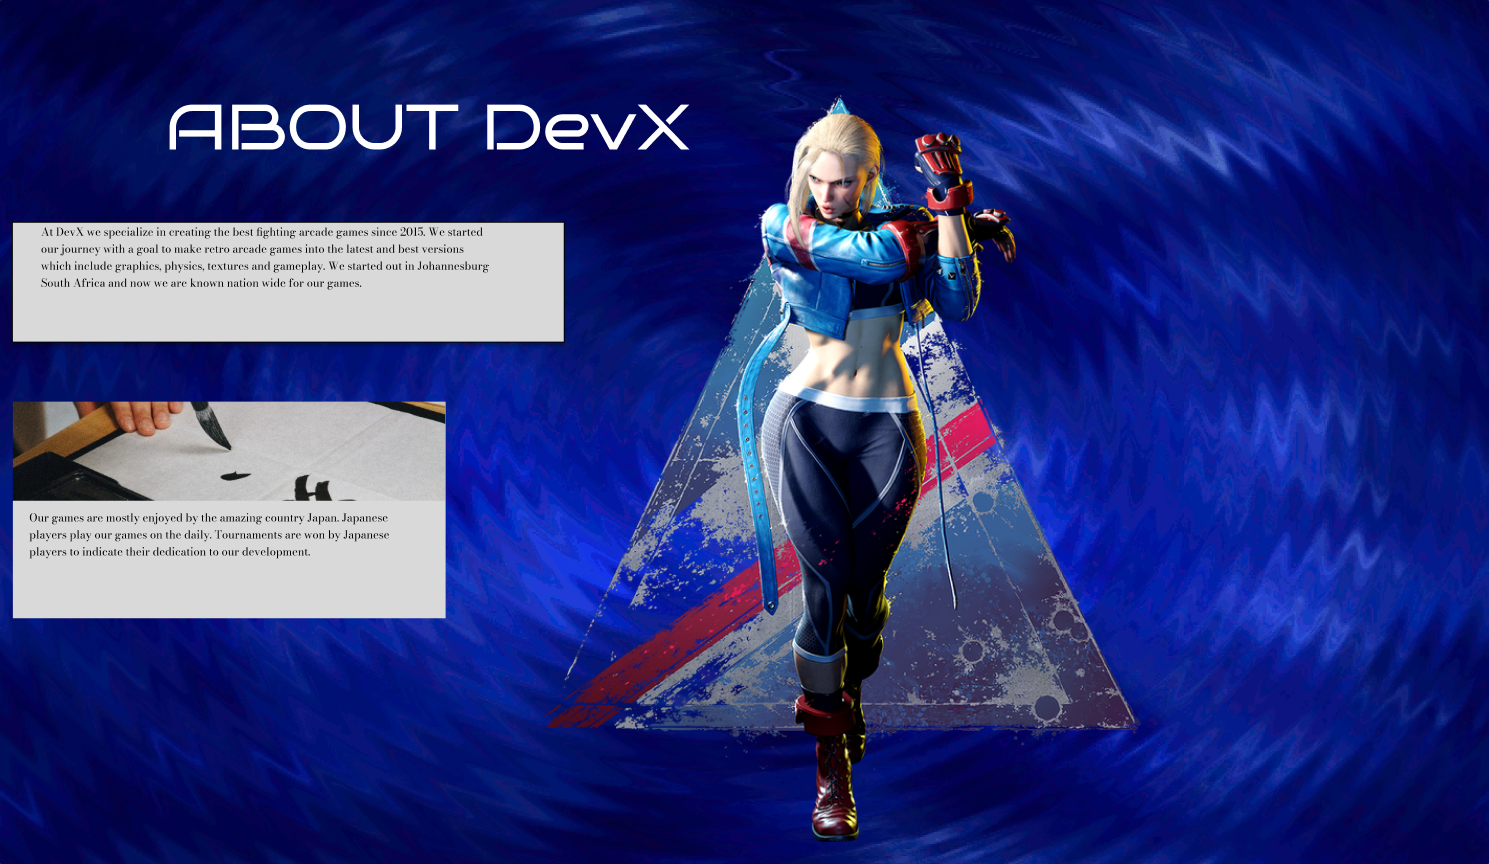 ABOUT DevX
At DevX we specialize in creating the best fighting arcade games since 2015. We started
our journey with a goal to make retro arcade games into the latest and best versions
which include graphics, physics, textures and gameplay. We started out in Johannesburg
South Africa and now we are known nation wide for our games.
Our games are mostly enjoyed by the amazing country Japan. Japanese
players play our games on the daily. Tournaments are won by Japanese
players to indicate their dedication to our development.